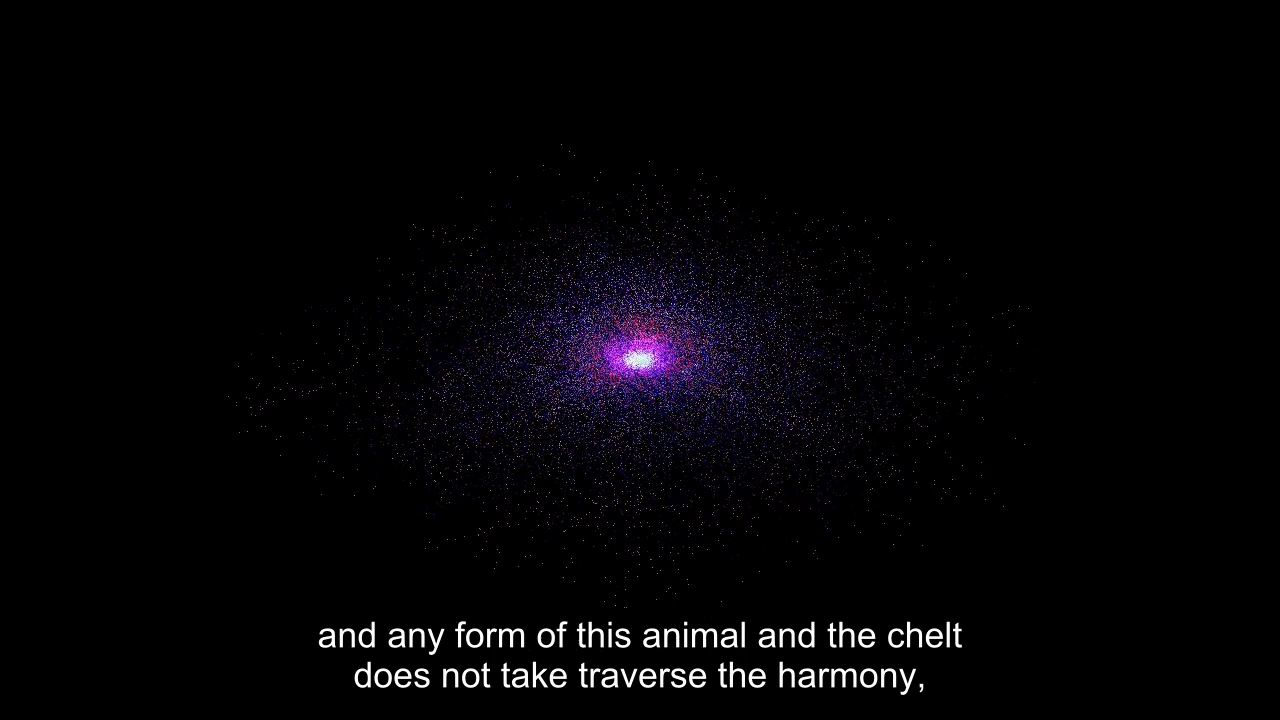 and any form of this animal and the chelt
does not take traverse the harmony,